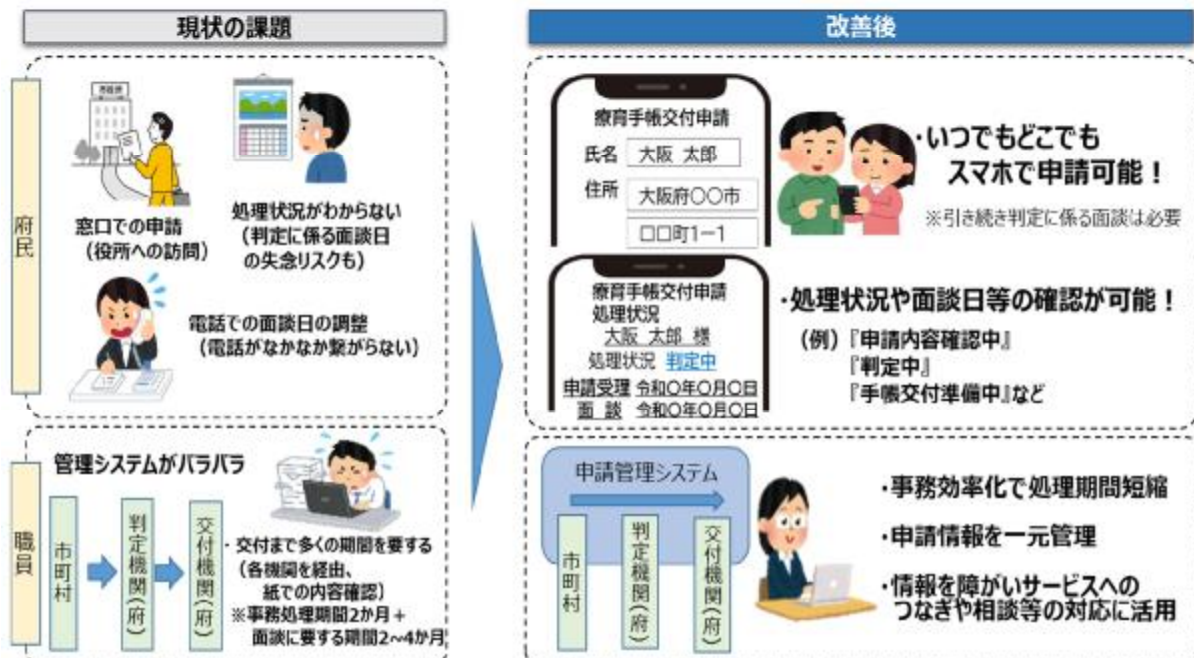 現状の課題
府民
窓口での申請
(役所への訪問)
処理状況がわからない
(判定に係る面談日
の失念リスクも)
電話での面談日の調整
(電話がなかなか繋がらない)
職員
管理システムがバラバラ
市町村
判定機関(府)
交付機関(府)
・交付まで多くの期間を要する
(各機関を経由、
紙での内容確認)
※事務処理期間2か月+
面談に要する期間2~4か月
改善後
療育手帳交付申請
氏名 大阪 太郎
住所 大阪府〇〇市
□□町1ー1
・いつでもどこでも
スマホで申請可能!
※引き続き判定に係る面談は必要
療育手帳交付申請
処理状況
大阪 太郎 様
処理状況 判定中
申請受理 令和〇年〇月〇日
面 談 令和〇年〇月〇日
・処理状況や面談日等の確認が可能!
(例)『申請内容確認中』
『判定中』
『手帳交付準備中』など
申請管理システム
市町村
判定機関(府)
交付機関(府)
・事務効率化で処理期間短縮
・申請情報を一元管理
・情報を障がいサービスへの
つなぎや相談等の対応に活用